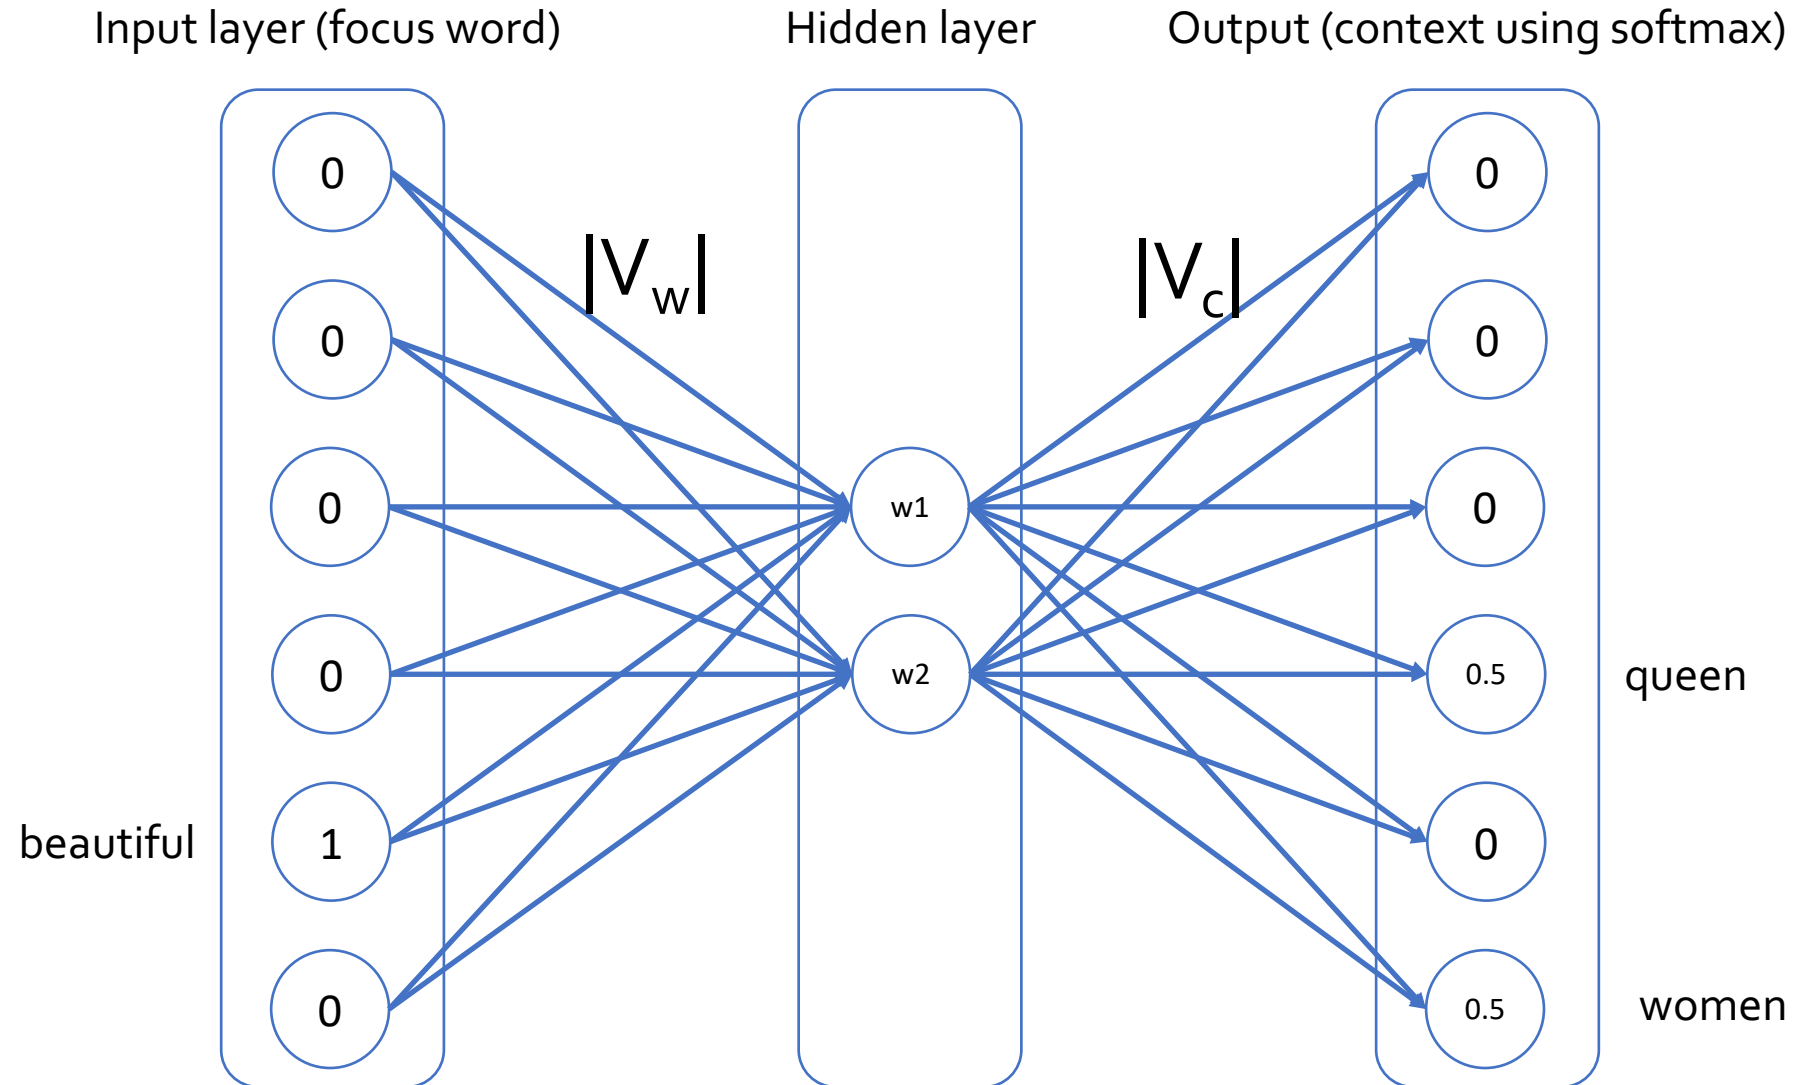 Input layer (focus word)
Hidden layer
Output (context using softmax)
0
0
0
0
beautiful
1
0
|Vw|
w1
w2
|Vc|
0
0
0
0.5
queen
0
0.5
women